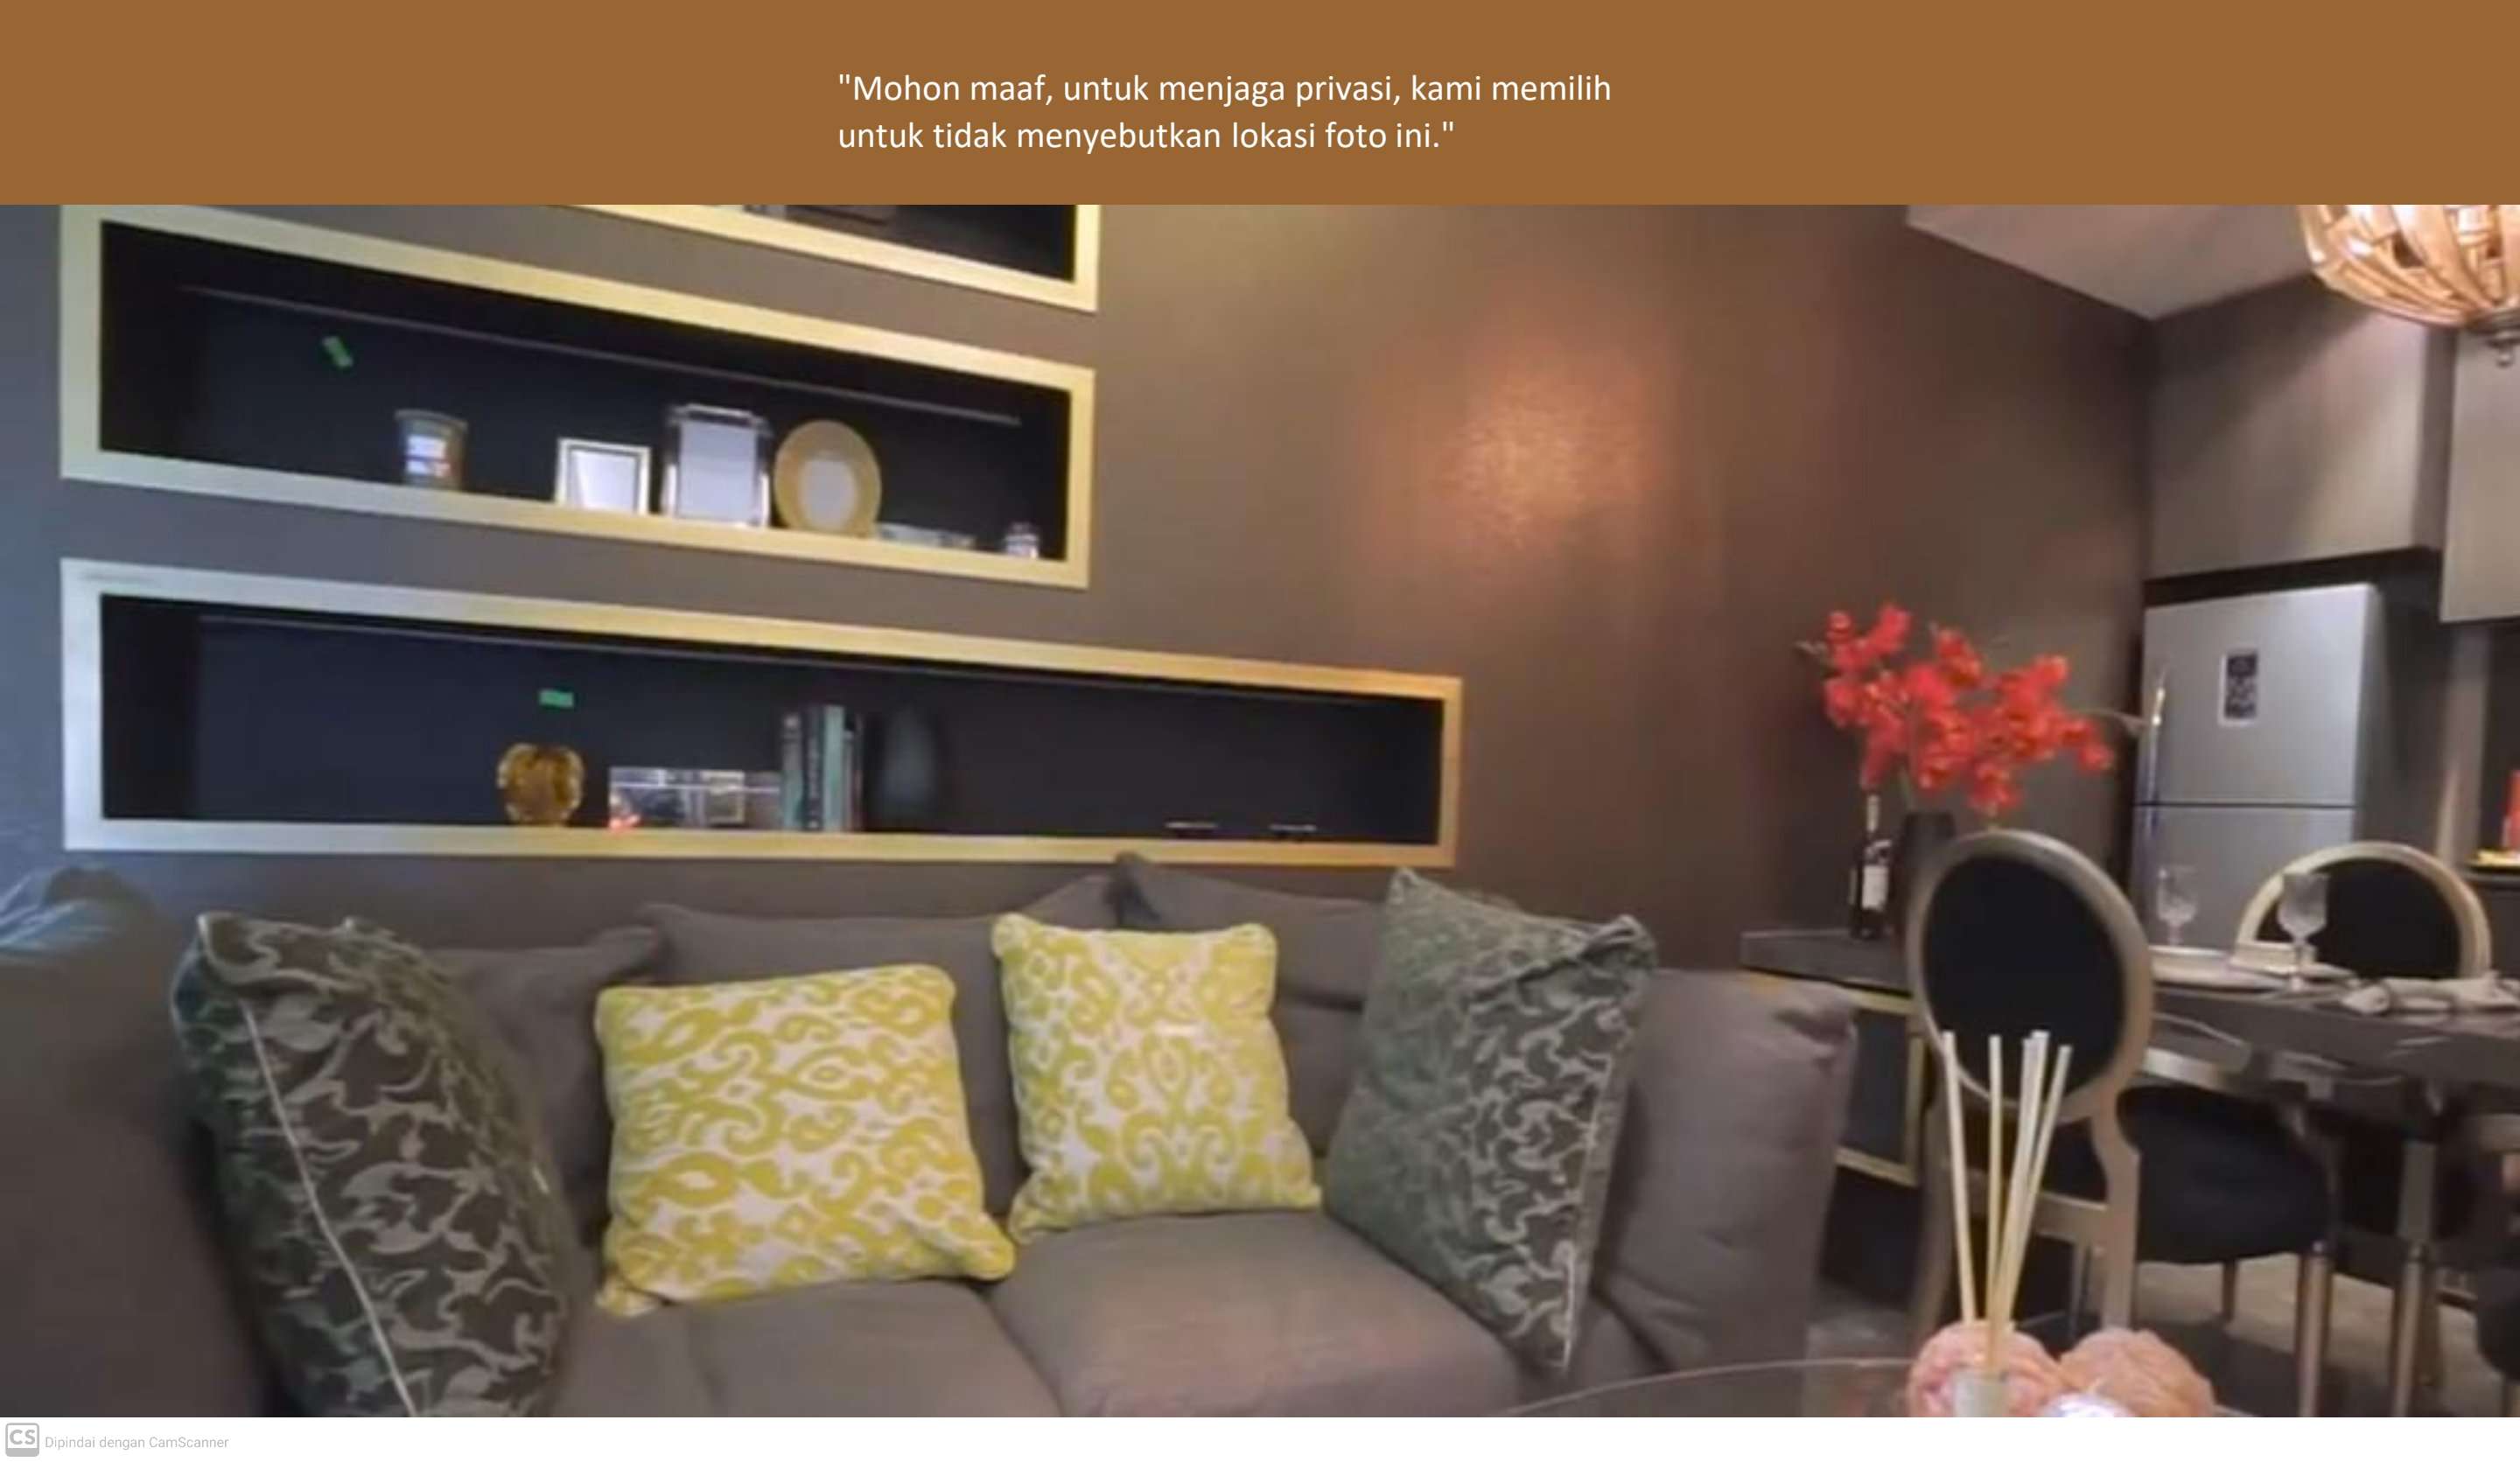 "Mohon maaf, untuk menjaga privasi, kami memilih
untuk tidak menyebutkan lokasi foto ini."
CS Dipindai dengan CamScanner